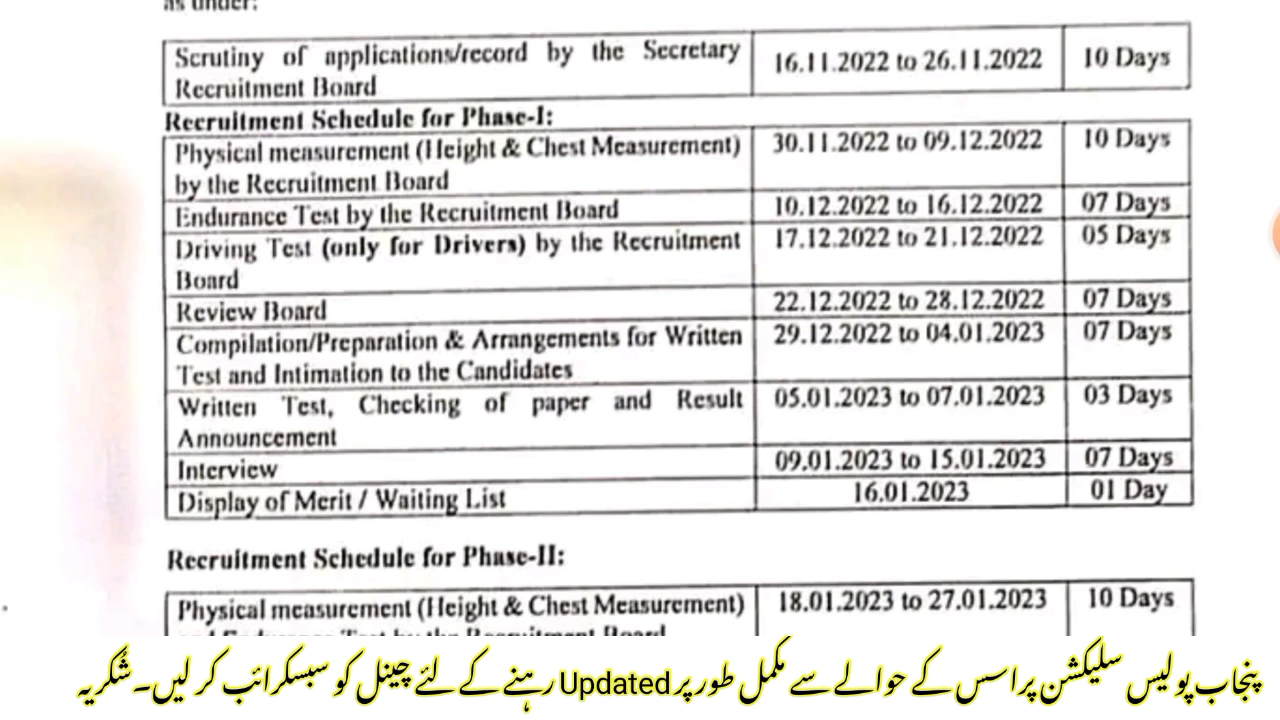 as under:
Scrutiny of applications/record by the Secretary
Recruitment Board
16.11.2022 to 26.11.2022
10 Days
Recruitment Schedule for Phase-I:
Physical measurement (Height & Chest Measurement)
by the Recruitment Board
30.11.2022 to 09.12.2022
10 Days
Endurance Test by the Recruitment Board
10.12.2022 to 16.12.2022
07 Days
Driving Test (only for Drivers) by the Recruitment
Board
17.12.2022 to 21.12.2022
05 Days
Review Board
22.12.2022 to 28.12.2022
07 Days
Compilation/Preparation & Arrangements for Written
Test and Intimation to the Candidates
29.12.2022 to 04.01.2023
07 Days
Written Test, Checking of paper and Result
Announcement
05.01.2023 to 07.01.2023
03 Days
Interview
09.01.2023 to 15.01.2023
07 Days
Display of Merit / Waiting List
16.01.2023
01 Day
Recruitment Schedule for Phase-II:
Physical measurement (Height & Chest Measurement)
and Endurance Test by the Recruitment Board
18.01.2023 to 27.01.2023
10 Days
پنجاب پولیس سلیکشن پراسس کے حوالے سے مکمل طور پر Updated رہنے کے لئے چینل کو سبسکرائب کر لیں۔شُکریہ